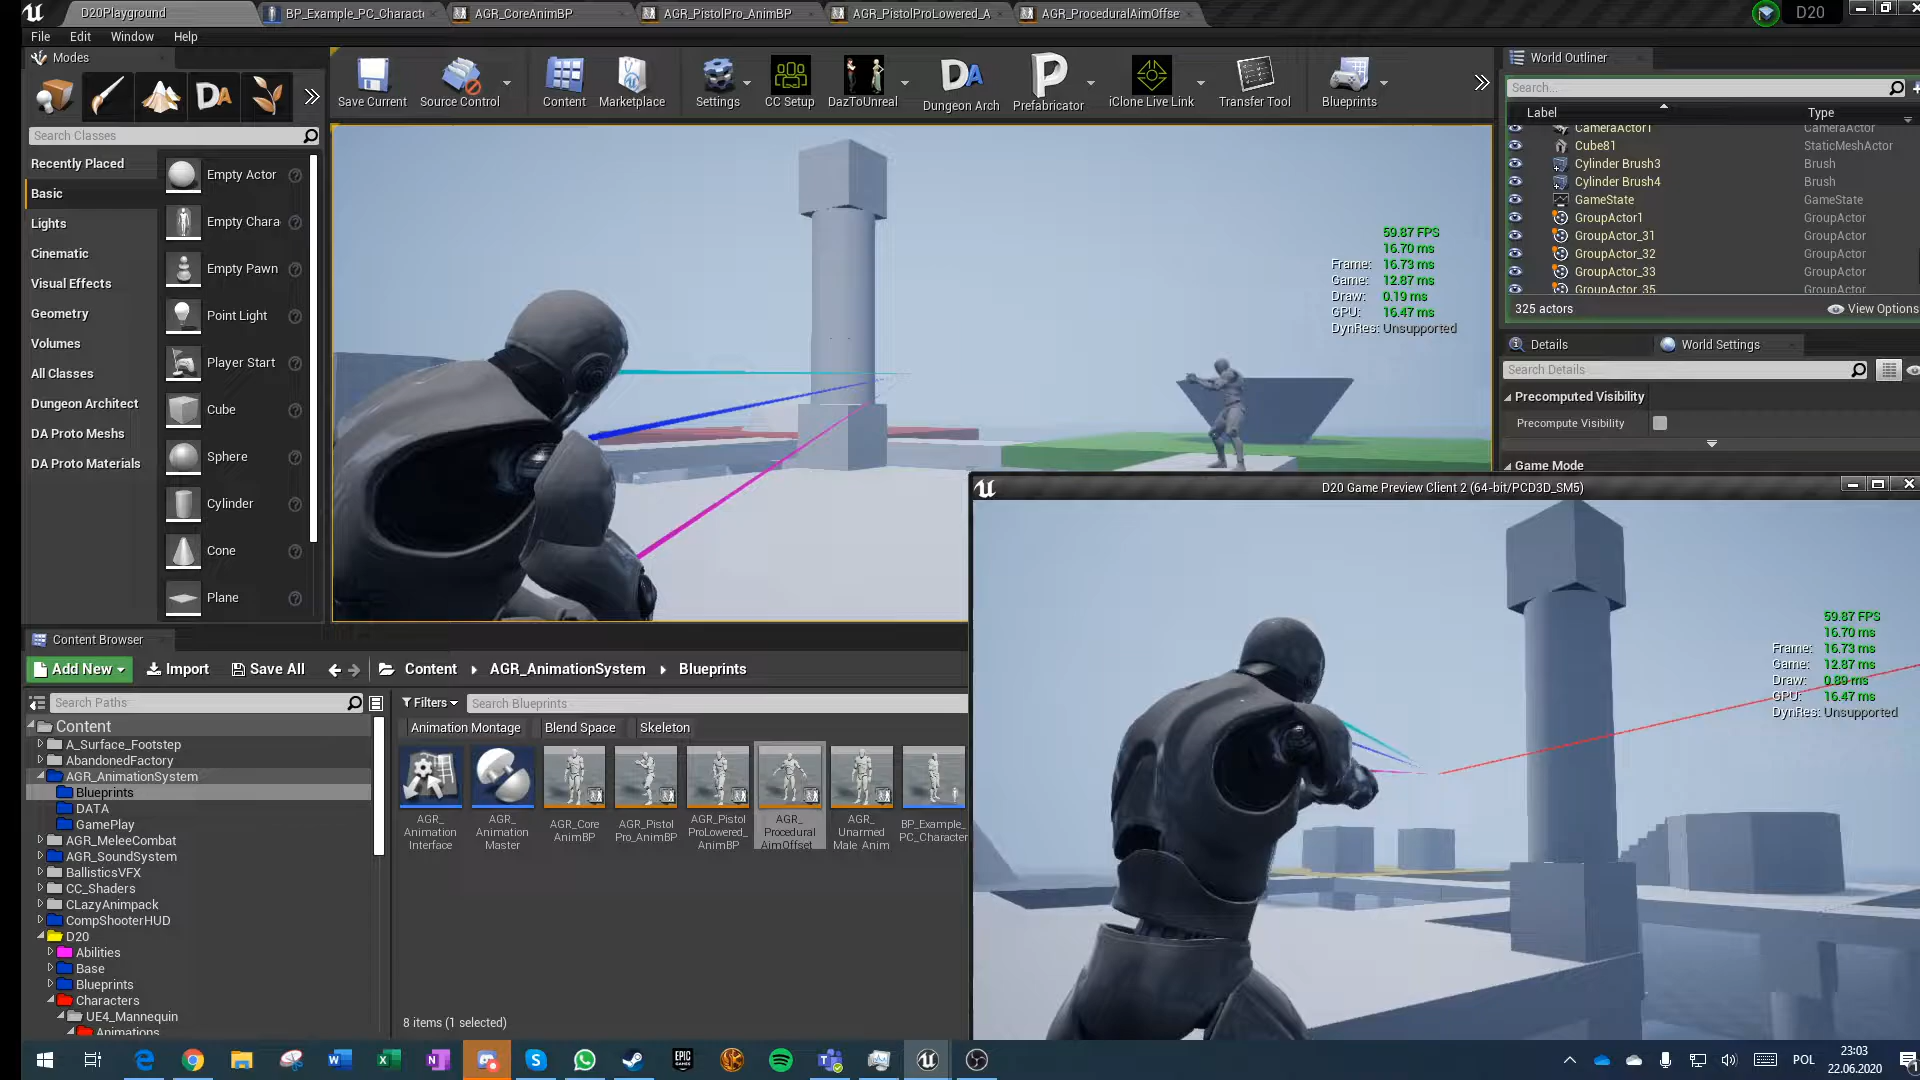 D20Playground
BP_Example_PC_Charact
AGR_CoreAnimBP
AGR_PistolPro_AnimBP
AGR_PistolProLowered_A
AGR_ProceduralAimOffse
D20
File
Edit
Window
Help
Modes
Search Classes
Recently Placed
Basic
Lights
Cinematic
Visual Effects
Geometry
Volumes
All Classes
Dungeon Architect
DA Proto Meshs
DA Proto Materials
Empty Actor
Empty Chara
Empty Pawn
Point Light
Player Start
Cube
Sphere
Cylinder
Cone
Plane
Save Current
Source Control
Content
Marketplace
Settings
CC Setup
DazToUnreal
Dungeon Arch
Prefabricator
iClone Live Link
Transfer Tool
Blueprints
59.87 FPS
16.70 ms
Frame: 16.73 ms
Game: 12.87 ms
Draw: 0.19 ms
GPU: 16.47 ms
DynRes: Unsupported
World Outliner
Search...
Label Type
CameraActor1 CameraActor
Cube81 StaticMeshActor
Cylinder Brush3 Brush
Cylinder Brush4 Brush
GameState GameState
GroupActor1 GroupActor
GroupActor_31 GroupActor
GroupActor_32 GroupActor
GroupActor_33 GroupActor
GroupActor_35 GroupActor
325 actors View Options
Details
World Settings
Search Details
Precomputed Visibility
Precompute Visibility
Game Mode
D20 Game Preview Client 2 (64-bit/PCD3D_SM5)
59.87 FPS
16.70 ms
Frame: 16.73 ms
Game: 12.87 ms
Draw: 0.89 ms
GPU: 16.47 ms
DynRes: Unsupported
Content Browser
Add New
Import
Save All
Content
AGR_AnimationSystem
Blueprints
Search Paths
Content
A_Surface_Footstep
AbandonedFactory
AGR_AnimationSystem
Blueprints
DATA
GamePlay
AGR_MeleeCombat
AGR_SoundSystem
BallisticsVFX
CC_Shaders
CLazyAnimpack
CompShooterHUD
D20
Abilities
Base
Blueprints
Characters
UE4_Mannequin
Animations
Filters
Search Blueprints
Animation Montage
Blend Space
Skeleton
AGR_
Animation
Interface
AGR_
Animation
Master
AGR_Core
AnimBP
AGR_Pistol
Pro_AnimBP
AGR_Pistol
ProLowered_
AnimBP
AGR_
Procedural
AimOffset
AGR_
Unarmed
Male_Anim
BP_Example_
PC_Character
8 items (1 selected)
POL
23:03
22.06.2020